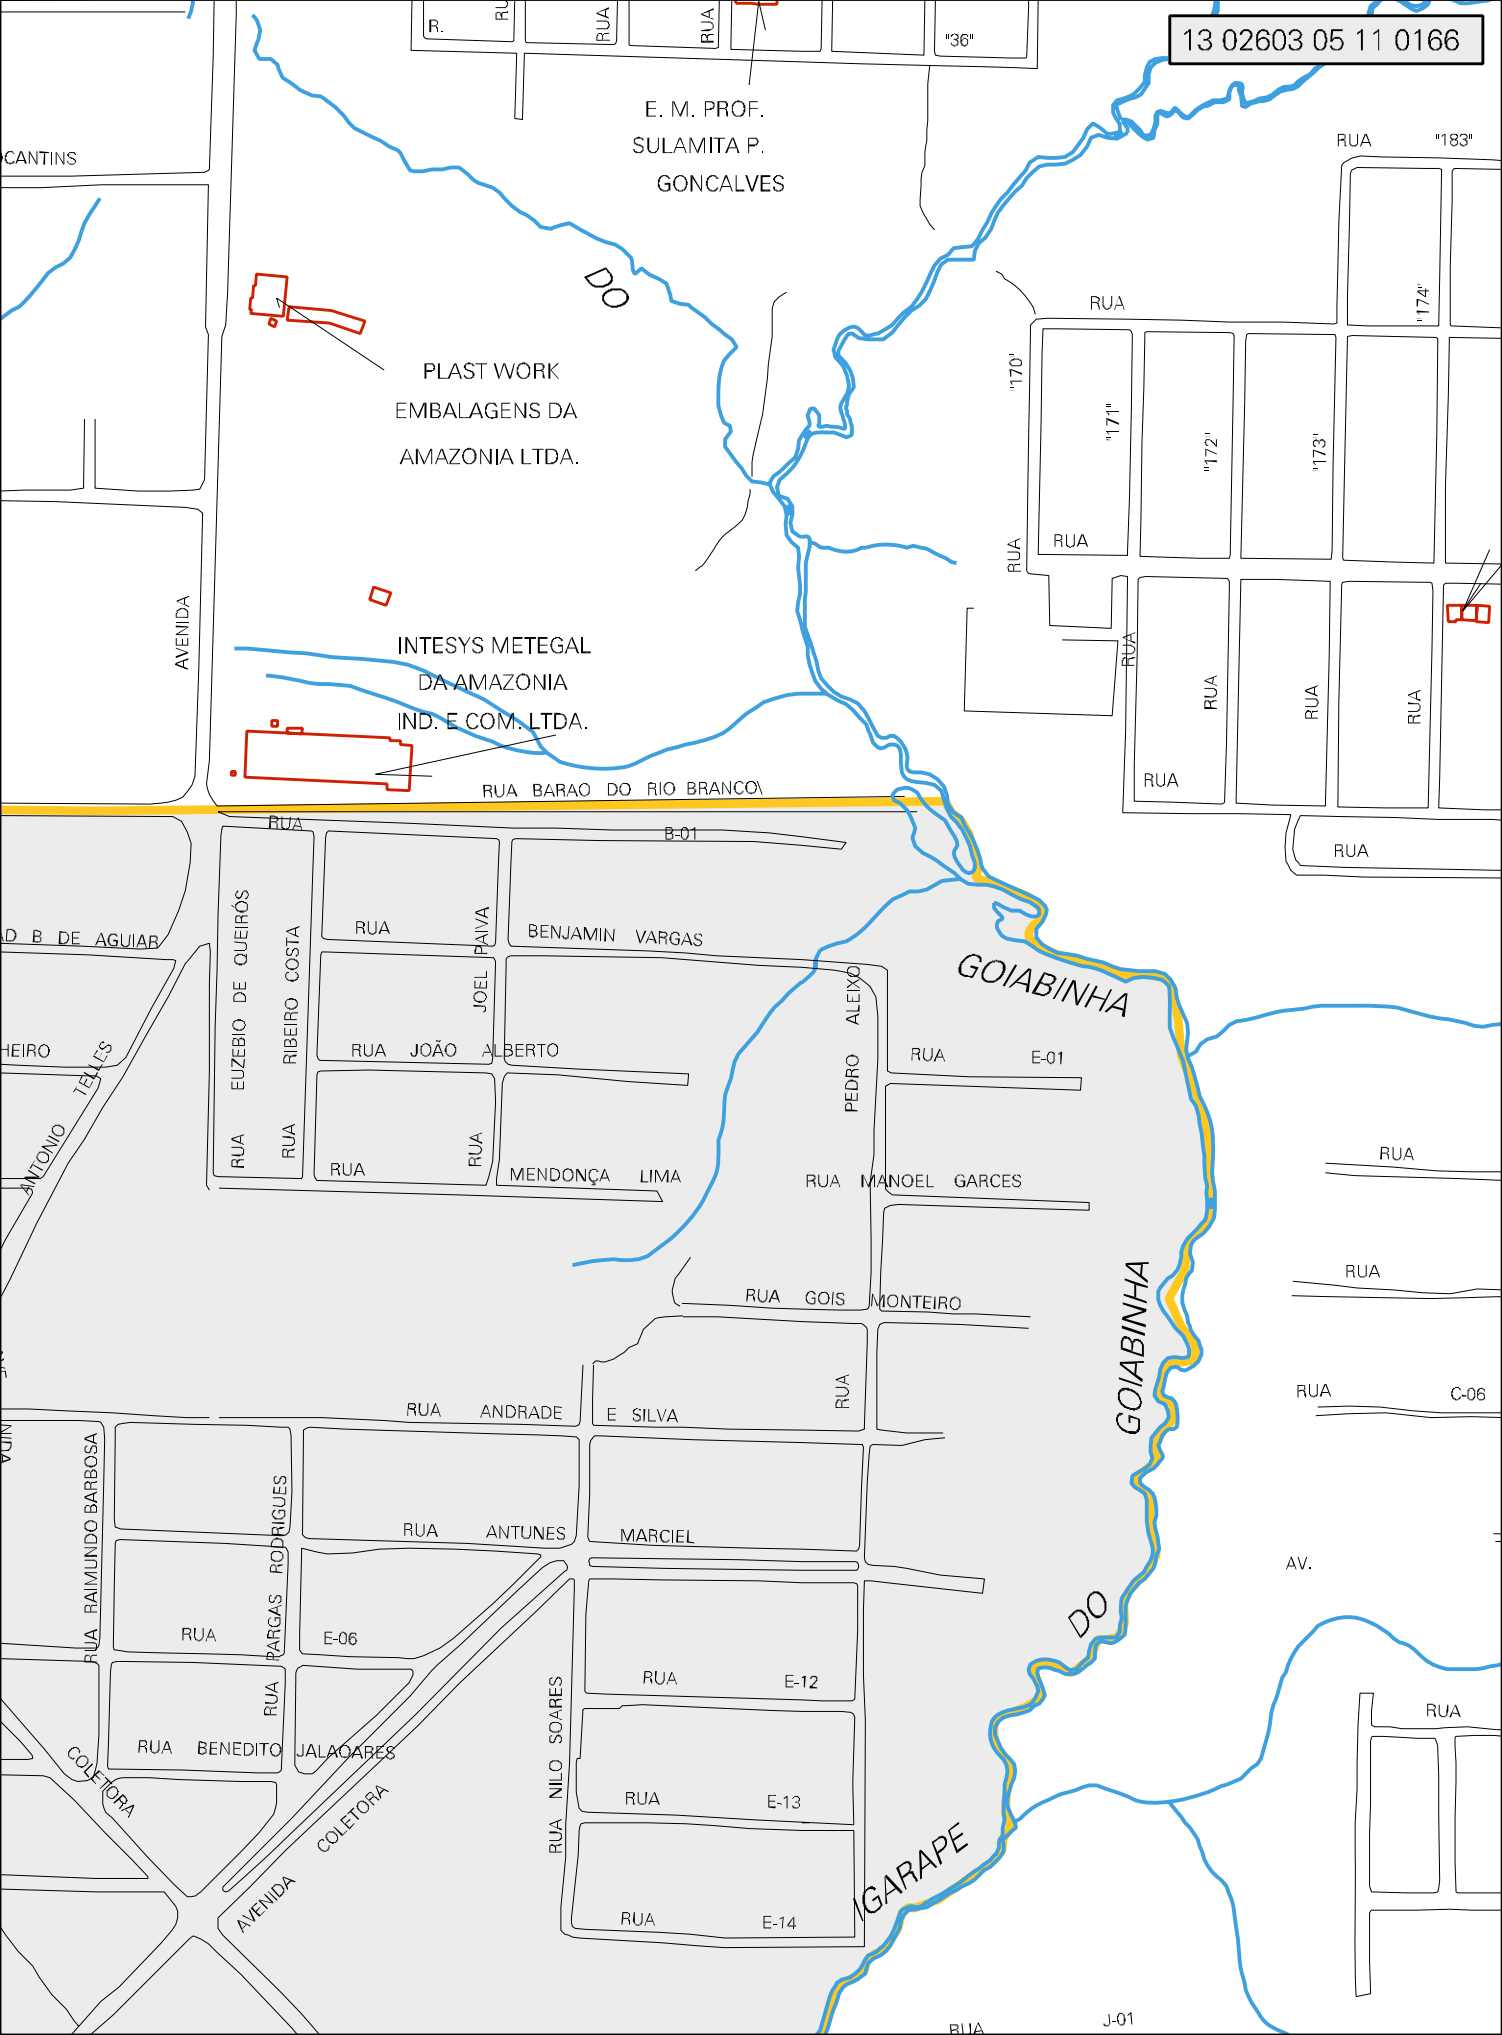 R.
RUA
RUA
"36"
13 02603 05 11 0166
E. M. PROF.
SULAMITA P.
GONCALVES
RUA "183"
CANTINS
DO
RUA
"174"
PLAST WORK
EMBALAGENS DA
AMAZONIA LTDA.
"170"
"171"
"172"
"173"
RUA
RUA
AVENIDA
INTESYS METEGAL
DA AMAZONIA
IND. E COM. LTDA.
RUA
RUA
RUA
RUA
RUA
RUA BARAO DO RIO BRANCO
RUA B-01
RUA
RUA EUZEBIO DE QUEIRÓS
RUA RIBEIRO COSTA
RUA JOEL PAIVA
B DE AGUIAR
RUA BENJAMIN VARGAS
GOIABINHA
PEDRO ALEIXO
HEIRO
ANTONIO TELLES
RUA JOÃO ALBERTO
RUA E-01
RUA
RUA MENDONÇA LIMA
RUA MANOEL GARCES
RUA
RUA
RUA GOIS MONTEIRO
GOIABINHA
RUA
RUA ANDRADE E SILVA
RUA C-06
RUA RAIMUNDO BARBOSA
RUA PARGAS RODRIGUES
RUA ANTUNES MARCIEL
AV.
DO
RUA E-06
RUA E-12
RUA
RUA NILO SOARES
RUA BENEDITO JALAOARES
COLETORA
RUA E-13
AVENIDA COLETORA
IGARAPE
RUA E-14
RUA J-01